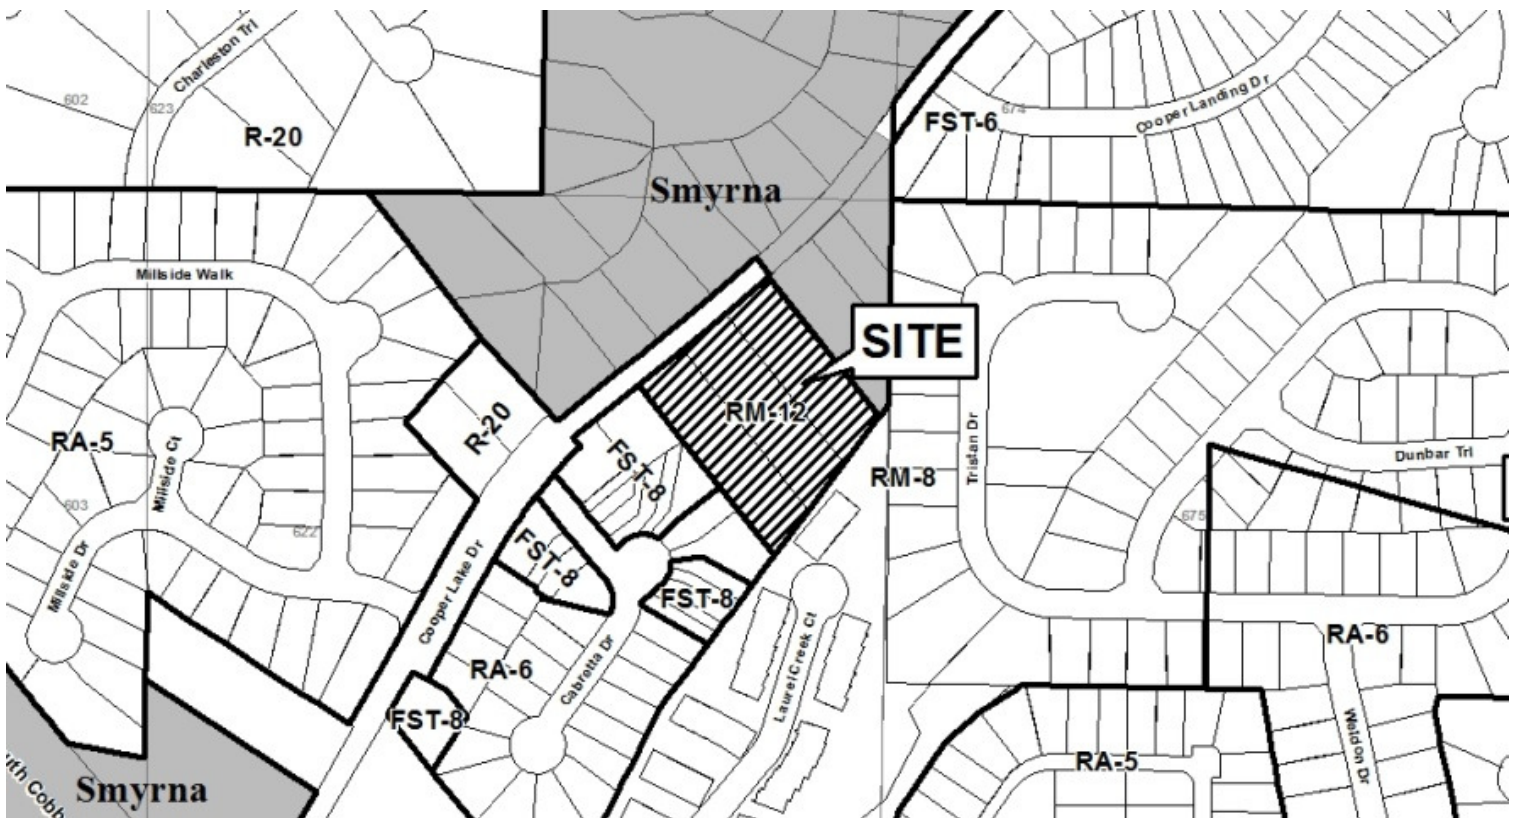 Charleston Trl
602
623
R-20
FST-6
674
Cooper Landing Dr
Smyrna
Millside Walk
SITE
RA-5
Millside Ct
R-20
FST-8
RM-12
RM-8
Tristan Dr
Dunbar Trl
603
622
675
Millside Dr
Cooper Lake Dr
FST-8
FST-8
RA-6
Cabretta Dr
Laurel Creek Ct
RA-6
FST-8
Weldon Dr
RA-5
Smyrna
uth Cobb